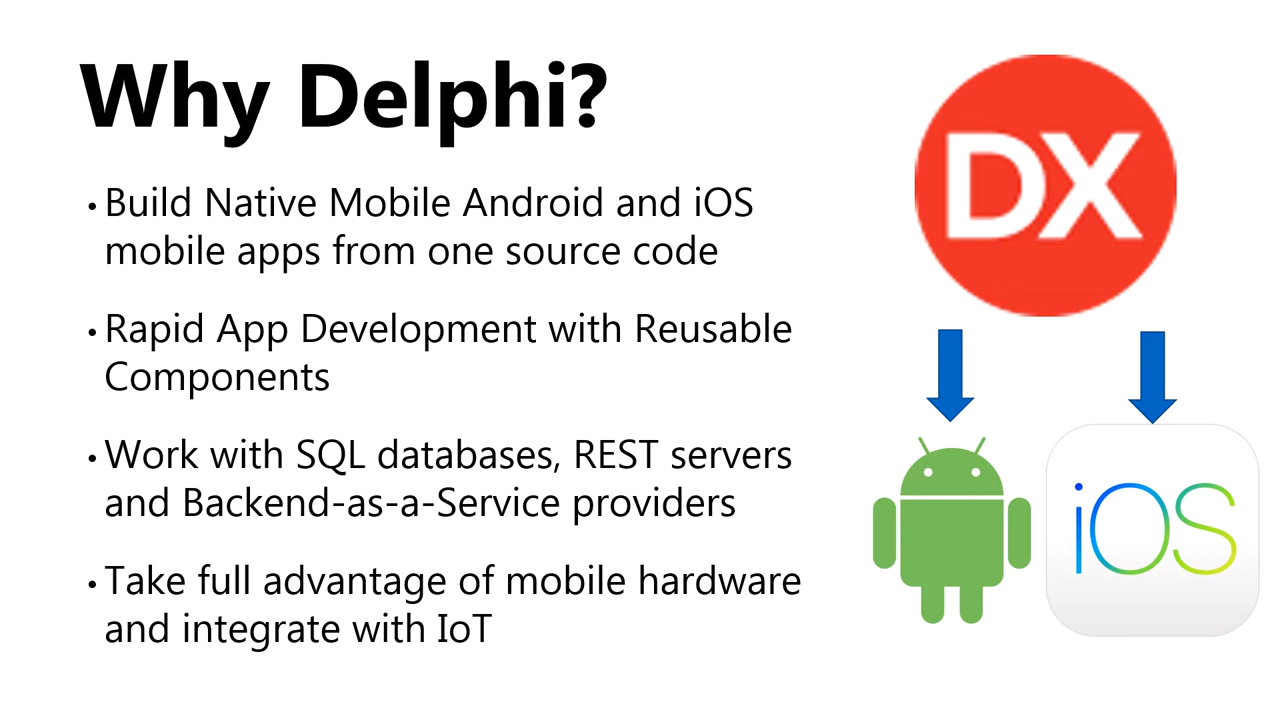 Why Delphi?
• Build Native Mobile Android and iOS
mobile apps from one source code
• Rapid App Development with Reusable
Components
• Work with SQL databases, REST servers
and Backend-as-a-Service providers
• Take full advantage of mobile hardware
and integrate with IoT
DX
iOS